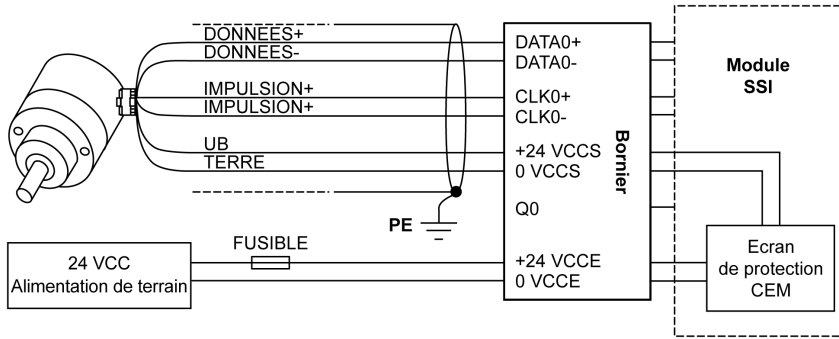 DONNEES+
DONNEES-
IMPULSION+
IMPULSION+
UB
TERRE
PE
FUSIBLE
24 VCC
Alimentation de terrain
DATA0+
DATA0-
CLK0+
CLK0-
+24 VCCS
0 VCCS
Q0
+24 VCCE
0 VCCE
Bornier
Module
SSI
Ecran
de protection
CEM